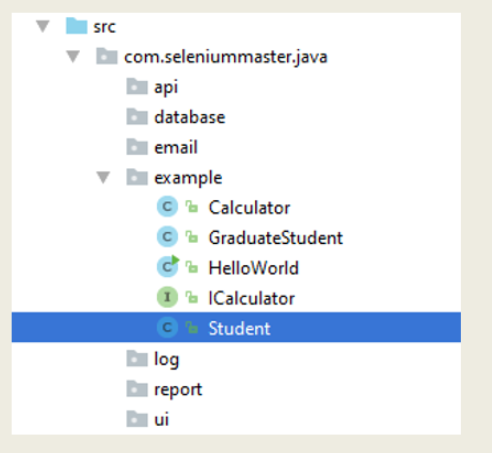 src
com.seleniummaster.java
api
database
email
example
C Calculator
C GraduateStudent
C HelloWorld
I ICalculator
C Student
log
report
ui